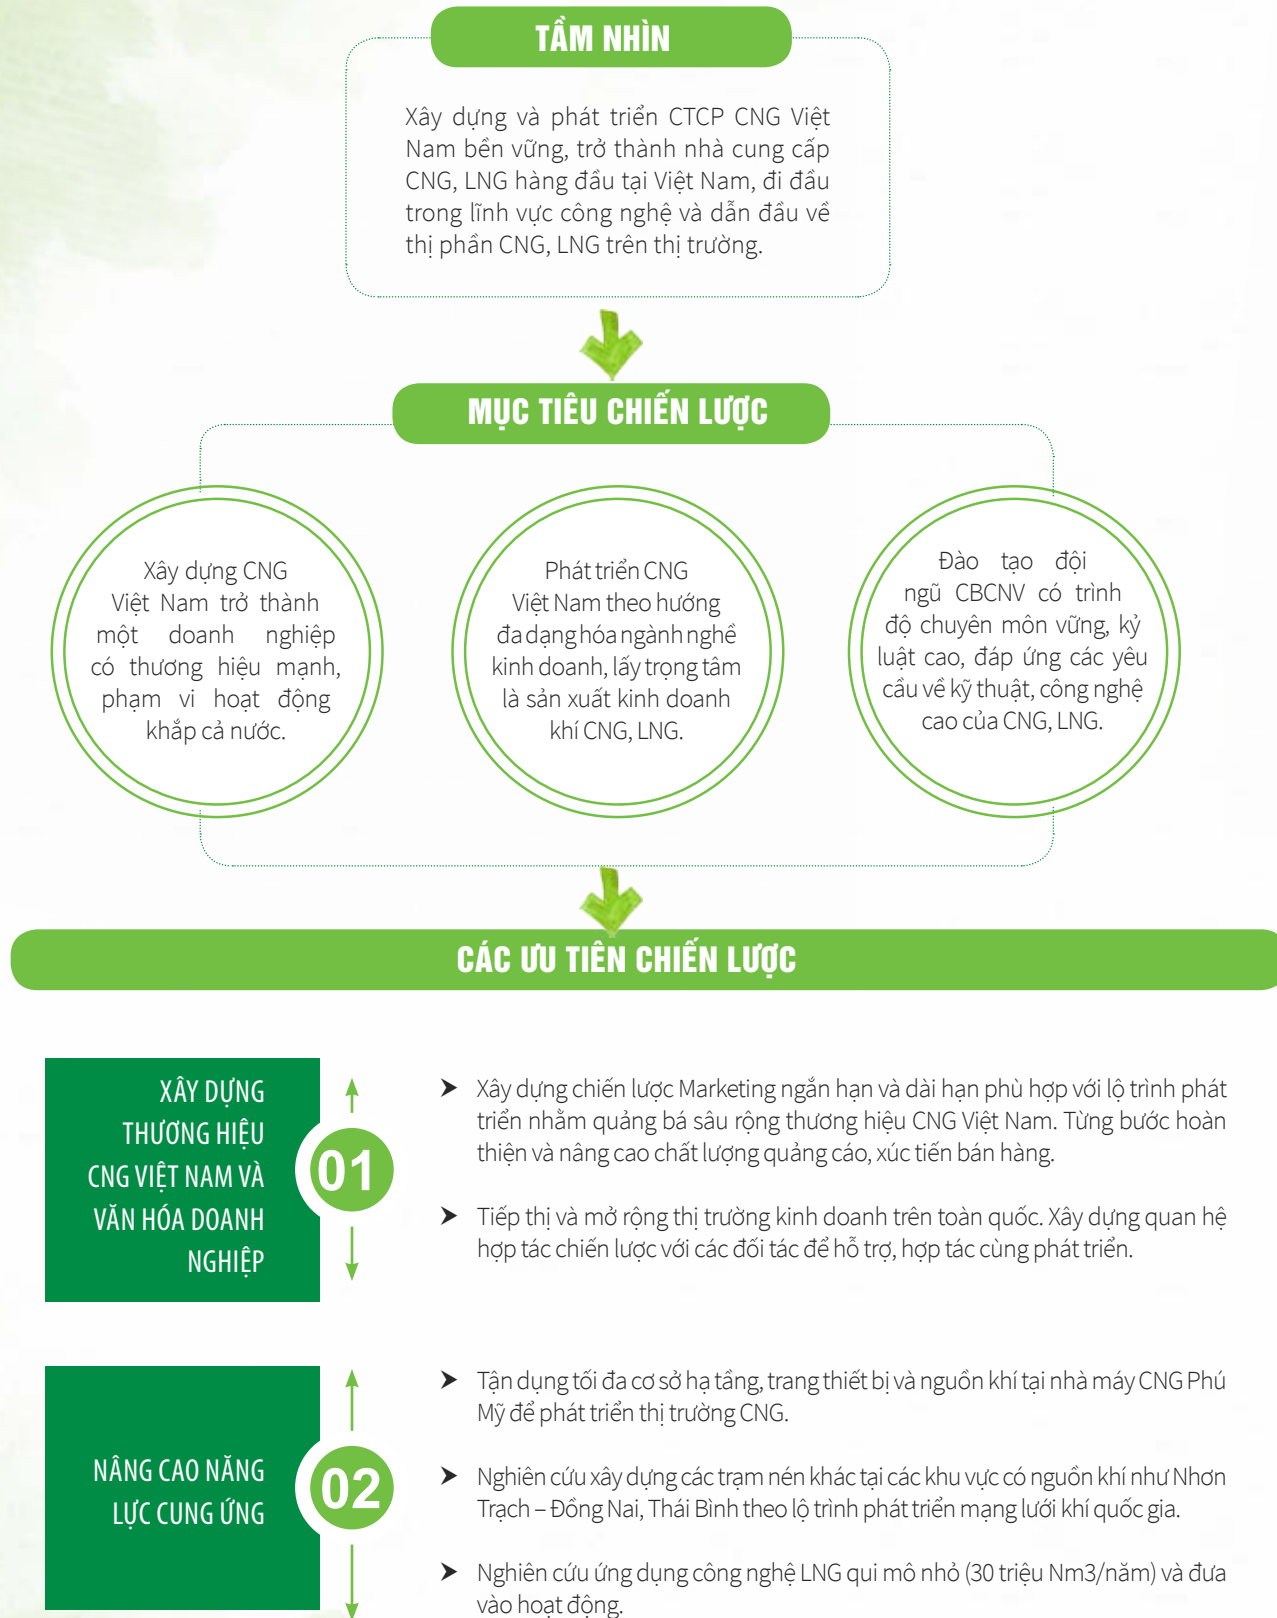 TẦM NHÌN
Xây dựng và phát triển CTCP CNG Việt
Nam bền vững, trở thành nhà cung cấp
CNG, LNG hàng đầu tại Việt Nam, đi đầu
trong lĩnh vực công nghệ và dẫn đầu về
thị phần CNG, LNG trên thị trường.
MỤC TIÊU CHIẾN LƯỢC
Xây dựng CNG
Việt Nam trở thành
một doanh nghiệp
có thương hiệu mạnh,
phạm vi hoạt động
khắp cả nước.
Phát triển CNG
Việt Nam theo hướng
đa dạng hóa ngành nghề
kinh doanh, lấy trọng tâm
là sản xuất kinh doanh
khí CNG, LNG.
Đào tạo đội
ngũ CBCNV có trình
độ chuyên môn vững, kỷ
luật cao, đáp ứng các yêu
cầu về kỹ thuật, công nghệ
cao của CNG, LNG.
CÁC ƯU TIÊN CHIẾN LƯỢC
XÂY DỰNG
THƯƠNG HIỆU
CNG VIỆT NAM VÀ
VĂN HÓA DOANH
NGHIỆP
01
➤ Xây dựng chiến lược Marketing ngắn hạn và dài hạn phù hợp với lộ trình phát
triển nhằm quảng bá sâu rộng thương hiệu CNG Việt Nam. Từng bước hoàn
thiện và nâng cao chất lượng quảng cáo, xúc tiến bán hàng.
➤ Tiếp thị và mở rộng thị trường kinh doanh trên toàn quốc. Xây dựng quan hệ
hợp tác chiến lược với các đối tác để hỗ trợ, hợp tác cùng phát triển.
NÂNG CAO NĂNG
LỰC CUNG ỨNG
02
➤ Tận dụng tối đa cơ sở hạ tầng, trang thiết bị và nguồn khí tại nhà máy CNG Phú
Mỹ để phát triển thị trường CNG.
➤ Nghiên cứu xây dựng các trạm nén khác tại các khu vực có nguồn khí như Nhơn
Trạch – Đồng Nai, Thái Bình theo lộ trình phát triển mạng lưới khí quốc gia.
➤ Nghiên cứu ứng dụng công nghệ LNG qui mô nhỏ (30 triệu Nm3/năm) và đưa
vào hoạt động.